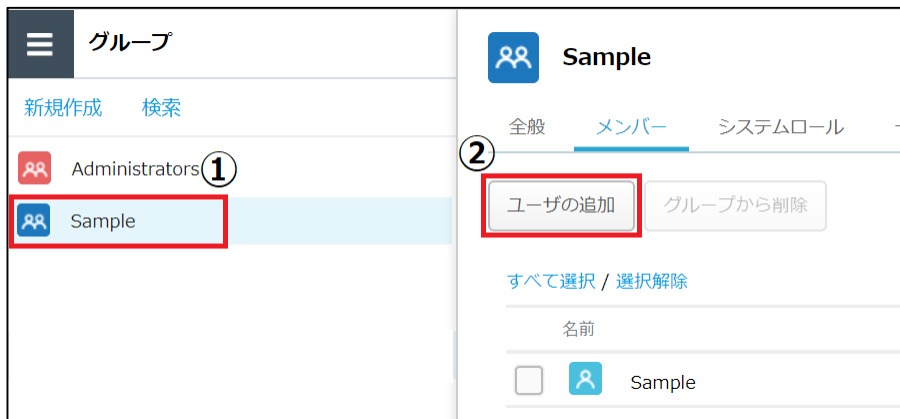 グループ
新規作成 検索
Administrators①
Sample
Sample
全般 メンバー システムロール
②
ユーザの追加 グループから削除
すべて選択 / 選択解除
名前
Sample